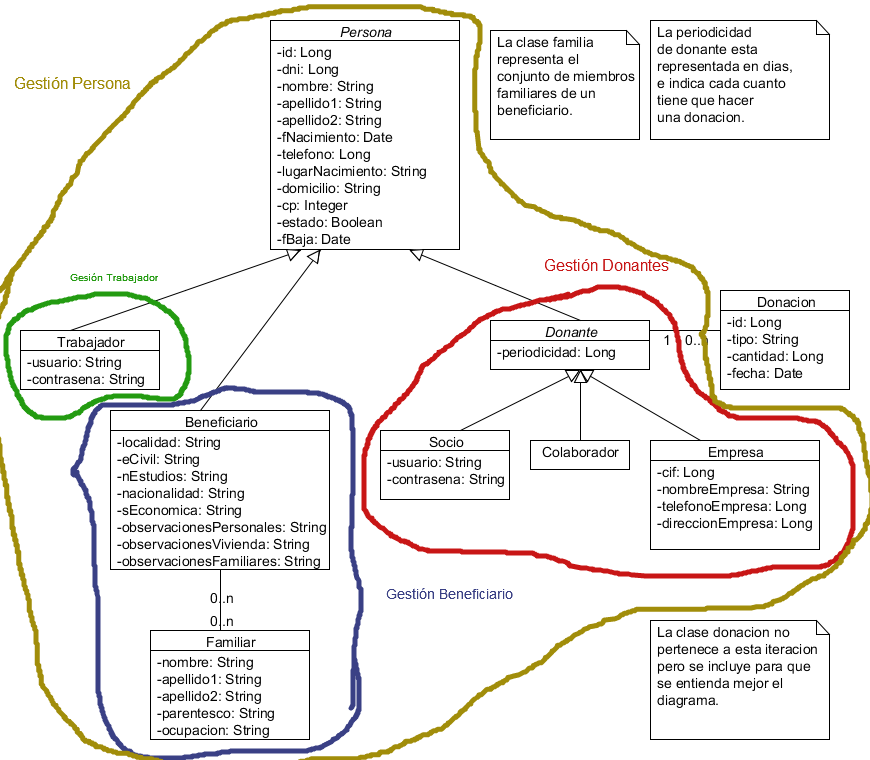 Persona
-id: Long
-dni: Long
-nombre: String
-apellido1: String
-apellido2: String
-fNacimiento: Date
-telefono: Long
-lugarNacimiento: String
-domicilio: String
-cp: Integer
-estado: Boolean
-fBaja: Date
La clase familia
representa el
conjunto de miembros
familiares de un
beneficiario.
La periodicidad
de donante esta
representada en dias,
e indica cada cuanto
tiene que hacer
una donacion.
Gestión Persona
Gesión Trabajador
Gestión Donantes
Trabajador
-usuario: String
-contrasena: String
Donante
-periodicidad: Long
1 0..n
Donacion
-id: Long
-tipo: String
-cantidad: Long
-fecha: Date
Beneficiario
-localidad: String
-eCivil: String
-nEstudios: String
-nacionalidad: String
-sEconomica: String
-observacionesPersonales: String
-observacionesVivienda: String
-observacionesFamiliares: String
Socio
-usuario: String
-contrasena: String
Colaborador
Empresa
-cif: Long
-nombreEmpresa: String
-telefonoEmpresa: Long
-direccionEmpresa: Long
Gestión Beneficiario
0..n
0..n
Familiar
-nombre: String
-apellido1: String
-apellido2: String
-parentesco: String
-ocupacion: String
La clase donacion no
pertenece a esta iteracion
pero se incluye para que
se entienda mejor el
diagrama.